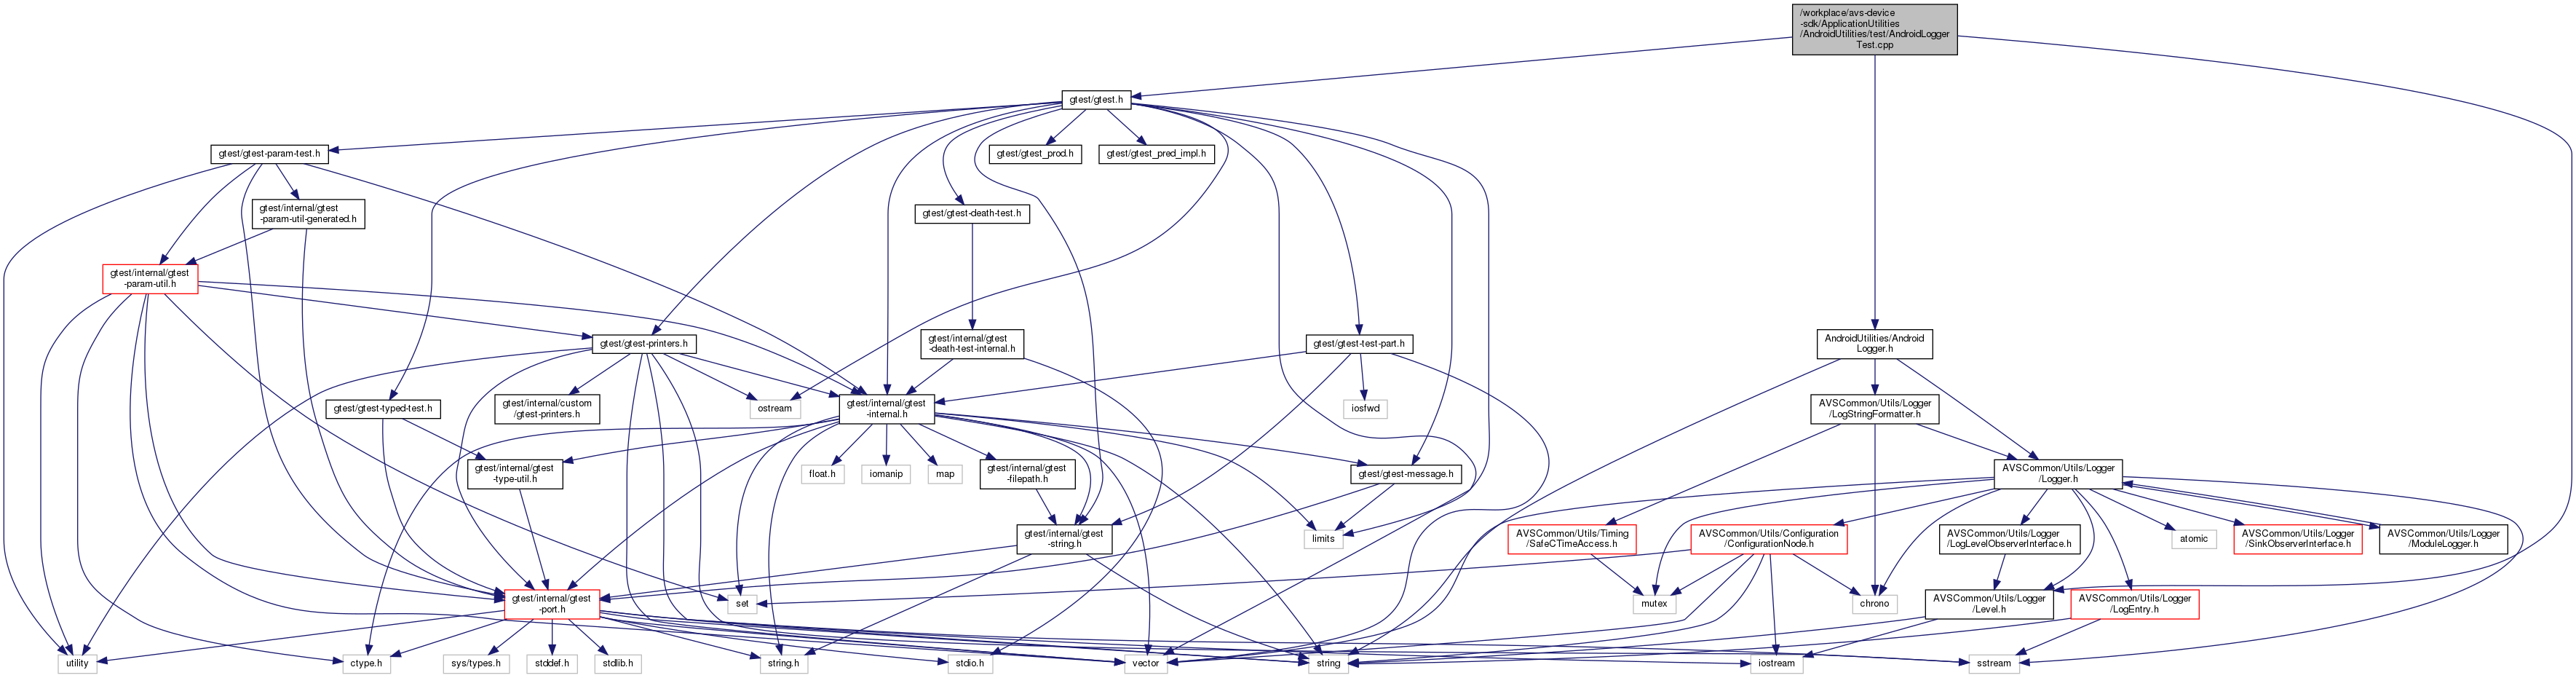 /workplace/avs-device
-sdk/ApplicationUtilities
/AndroidUtilities/test/AndroidLogger
Test.cpp
gtest/gtest.h
gtest/gtest-param-test.h
gtest/gtest_prod.h
gtest/gtest_pred_impl.h
gtest/internal/gtest
-param-util-generated.h
gtest/gtest-death-test.h
gtest/internal/gtest
-param-util.h
gtest/gtest-printers.h
gtest/internal/gtest
-death-test-internal.h
gtest/gtest-test-part.h
AndroidUtilities/Android
Logger.h
gtest/gtest-typed-test.h
gtest/internal/custom
/gtest-printers.h
ostream
gtest/internal/gtest
-internal.h
iosfwd
AVSCommon/Utils/Logger
/LogStringFormatter.h
gtest/internal/gtest
-type-util.h
float.h
iomanip
map
gtest/internal/gtest
-filepath.h
gtest/gtest-message.h
AVSCommon/Utils/Logger
/Logger.h
gtest/internal/gtest
-string.h
limits
AVSCommon/Utils/Timing
/SafeCTimeAccess.h
AVSCommon/Utils/Configuration
/ConfigurationNode.h
AVSCommon/Utils/Logger
/LogLevelObserverInterface.h
atomic
AVSCommon/Utils/Logger
/SinkObserverInterface.h
AVSCommon/Utils/Logger
/ModuleLogger.h
gtest/internal/gtest
-port.h
set
mutex
chrono
AVSCommon/Utils/Logger
/Level.h
AVSCommon/Utils/Logger
/LogEntry.h
utility
ctype.h
sys/types.h
stddef.h
stdlib.h
string.h
stdio.h
vector
string
iostream
sstream